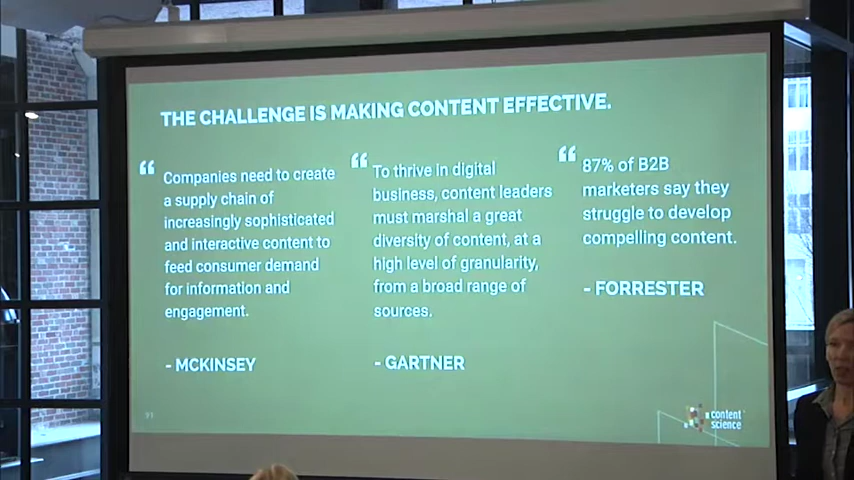 THE CHALLENGE IS MAKING CONTENT EFFECTIVE.
“ Companies need to create
a supply chain of
increasingly sophisticated
and interactive content to
feed consumer demand
for information and
engagement.
- MCKINSEY
“ To thrive in digital
business, content leaders
must marshal a great
diversity of content, at a
high level of granularity,
from a broad range of
sources.
- GARTNER
“ 87% of B2B
marketers say they
struggle to develop
compelling content.
- FORRESTER
content
science